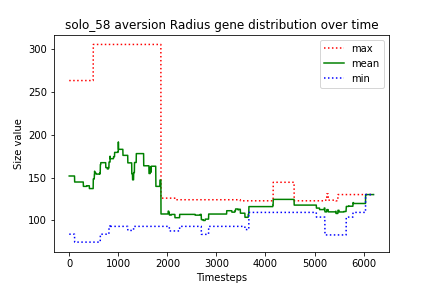 solo_58 aversion Radius gene distribution over time
Size value
300
250
200
150
100
max
mean
min
0
1000
2000
3000
4000
5000
6000
Timesteps